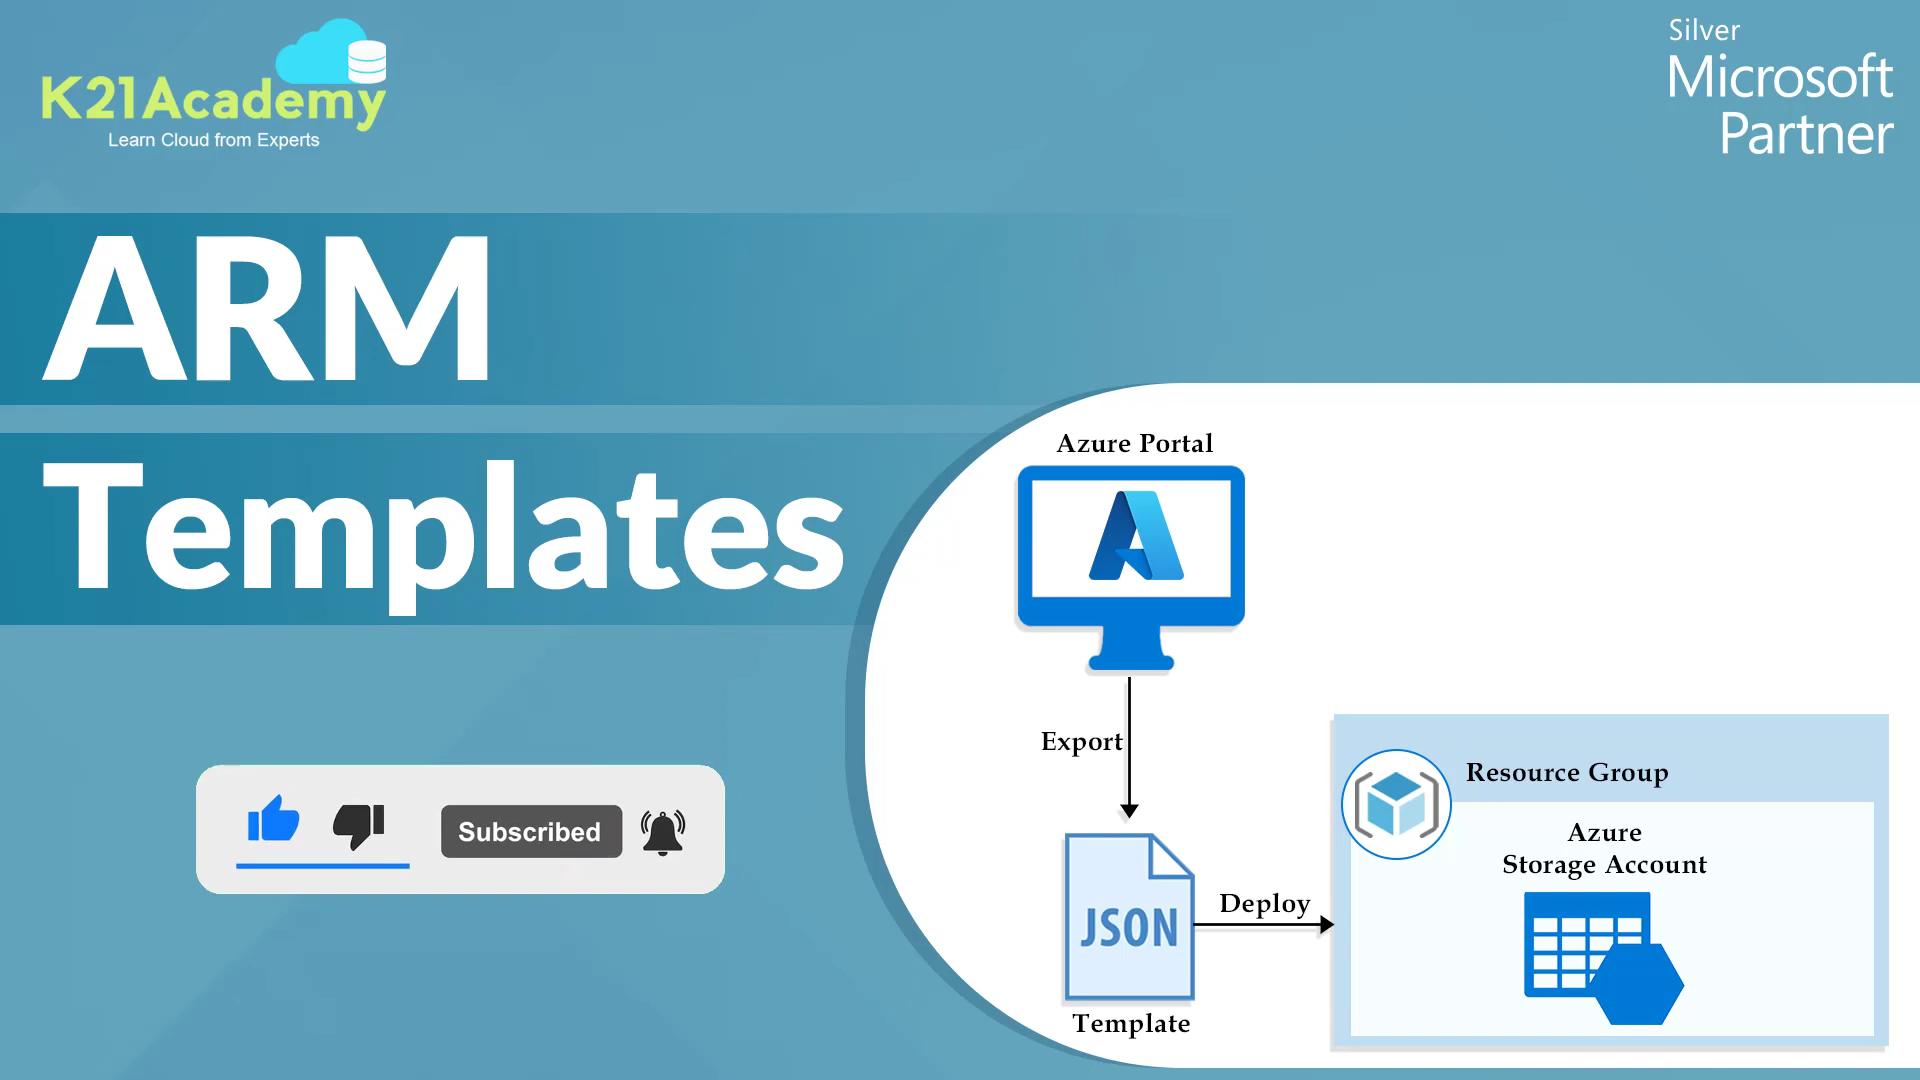 K21Academy
Learn Cloud from Experts
Silver
Microsoft
Partner
ARM
Templates
Subscribed
Azure Portal
Export
JSON
Template
Deploy
Resource Group
Azure
Storage Account